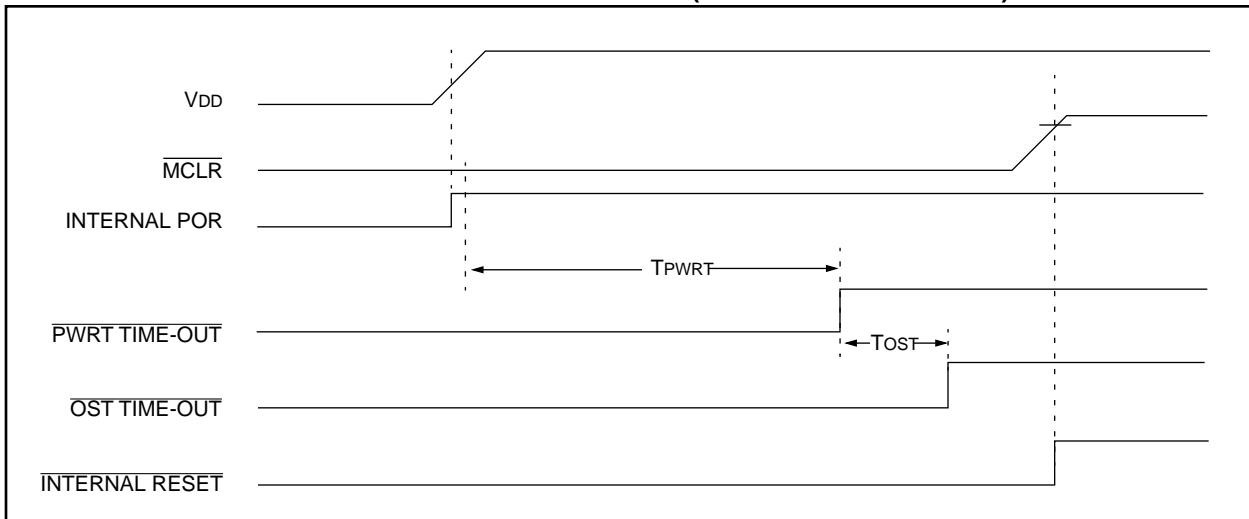 VDD
MCLR
INTERNAL POR
TPWRT
PWRT TIME-OUT
TOST
OST TIME-OUT
INTERNAL RESET